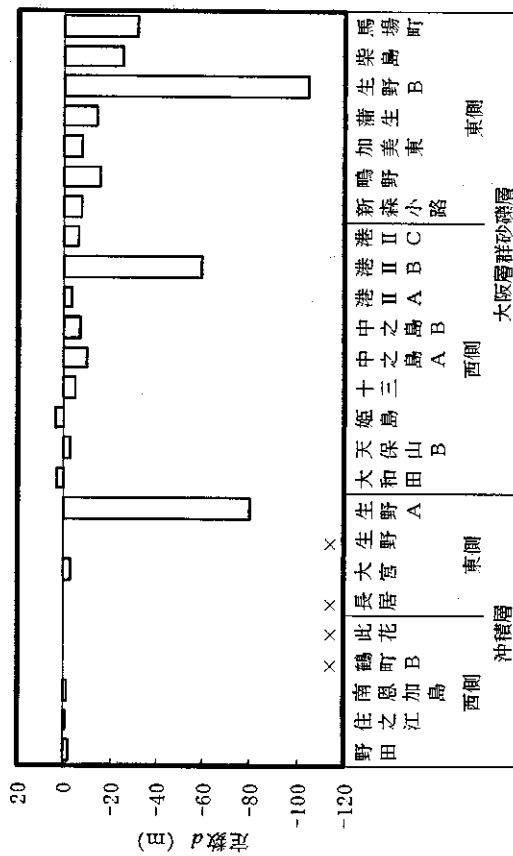 定数 d (m)
20
0
-20
-40
-60
-80
-100
-120
×
×
×
×
野田
住之江
南恩加島
鶴町B
此花
長居
大宮
生野
生野A
大和田
天保山B
姫島
十三
中之島A
中之島B
港ⅡA
港ⅡB
港ⅡC
新森小路
鴫野
加美東
蒲生
生野B
柴島
馬場町
西側
東側
西側
東側
沖積層
大阪層群砂礫層